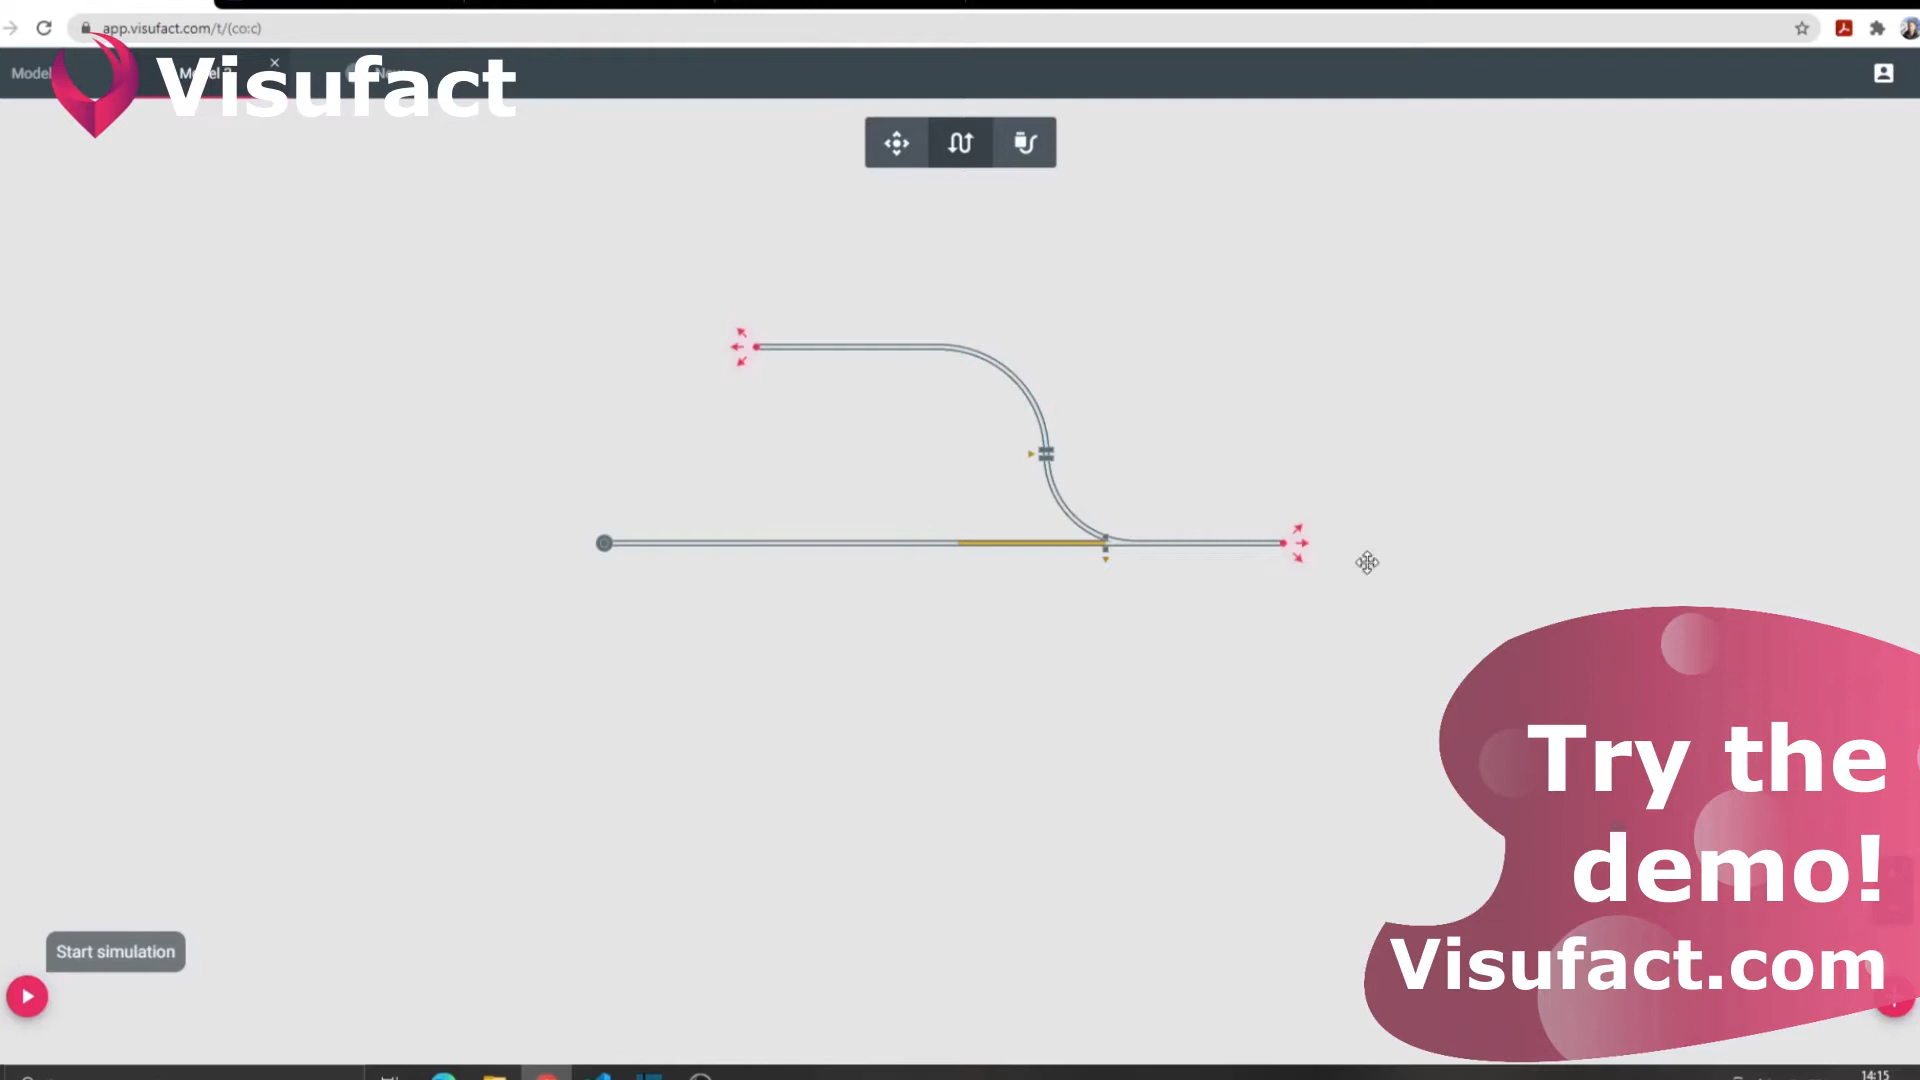 app.visufact.com/t/(co:c)
Model
Visufact
Start simulation
Try the
demo!
Visufact.com
14:15